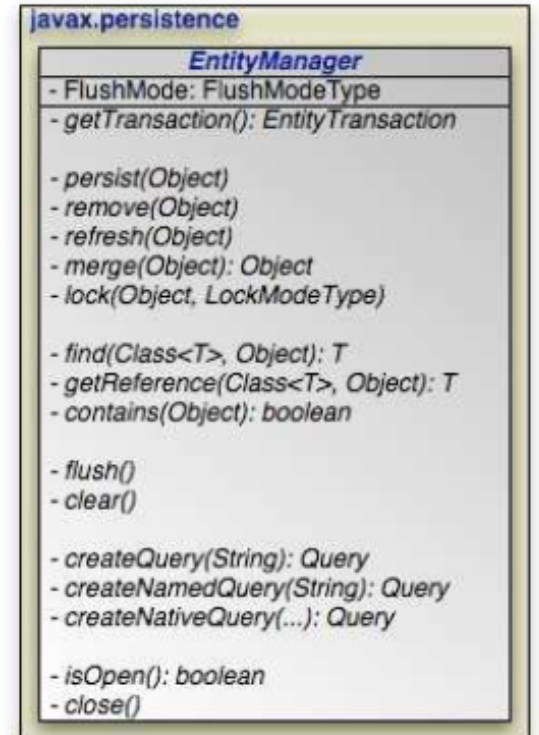 javax.persistence
EntityManager
- FlushMode: FlushModeType
- getTransaction(): EntityTransaction
- persist(Object)
- remove(Object)
- refresh(Object)
- merge(Object): Object
- lock(Object, LockModeType)
- find(Class<T>, Object): T
- getReference(Class<T>, Object): T
- contains(Object): boolean
- flush()
- clear()
- createQuery(String): Query
- createNamedQuery(String): Query
- createNativeQuery(...): Query
- isOpen(): boolean
- close()